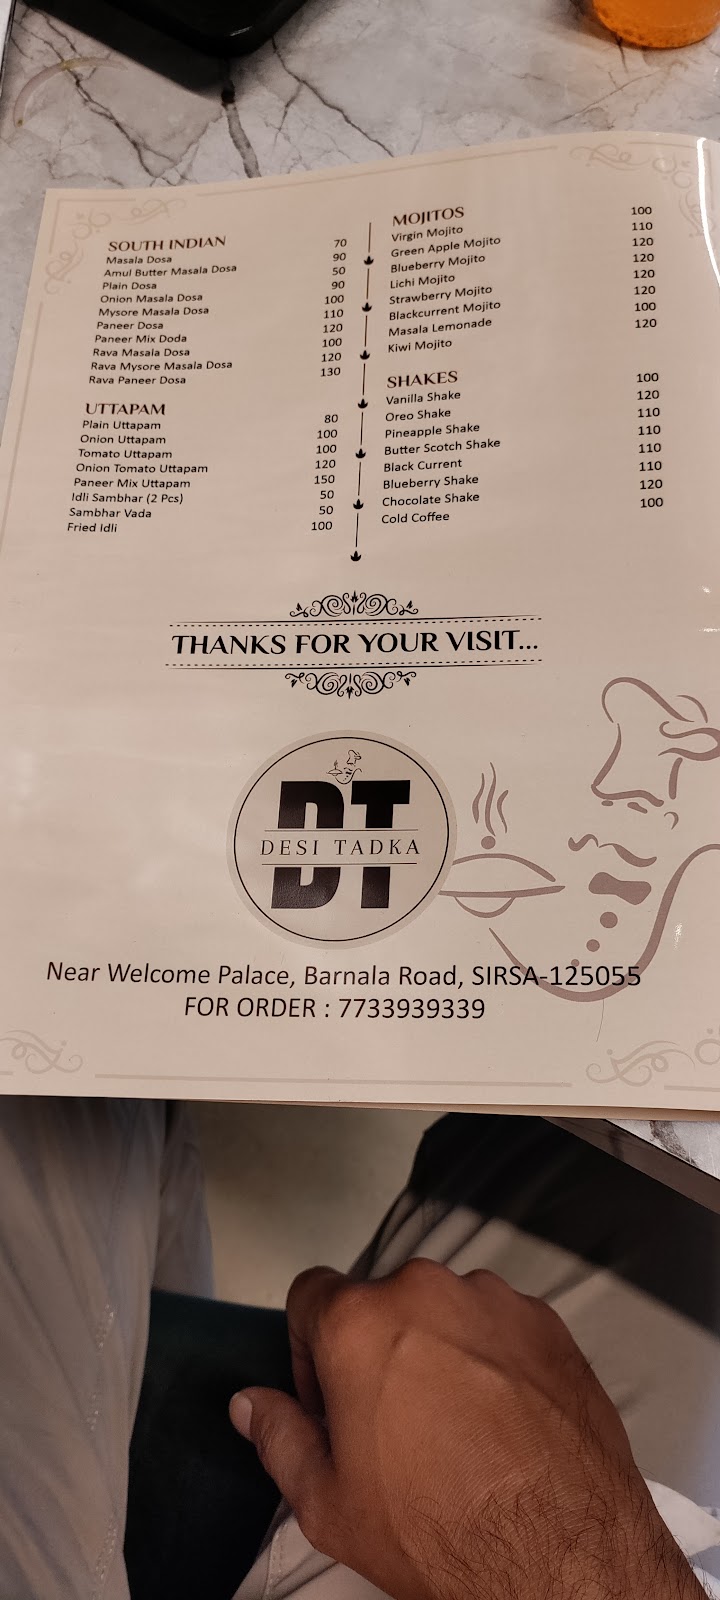 SOUTH INDIAN
Masala Dosa 70
Amul Butter Masala Dosa 90
Plain Dosa 50
Onion Masala Dosa 90
Mysore Masala Dosa 100
Paneer Dosa 110
Paneer Mix Doda 120
Rava Masala Dosa 100
Rava Mysore Masala Dosa 120
Rava Paneer Dosa 130
UTTAPAM
Plain Uttapam 80
Onion Uttapam 100
Tomato Uttapam 100
Onion Tomato Uttapam 120
Paneer Mix Uttapam 150
Idli Sambhar (2 Pcs) 50
Sambhar Vada 50
Fried Idli 100
MOJITOS
Virgin Mojito 100
Green Apple Mojito 110
Blueberry Mojito 120
Lichi Mojito 120
Strawberry Mojito 120
Blackcurrent Mojito 120
Masala Lemonade 100
Kiwi Mojito 120
SHAKES
Vanilla Shake 100
Oreo Shake 120
Pineapple Shake 110
Butter Scotch Shake 110
Black Current 110
Blueberry Shake 110
Chocolate Shake 120
Cold Coffee 100
THANKS FOR YOUR VISIT...
DT
DESI TADKA
Near Welcome Palace, Barnala Road, SIRSA-125055
FOR ORDER : 7733939339